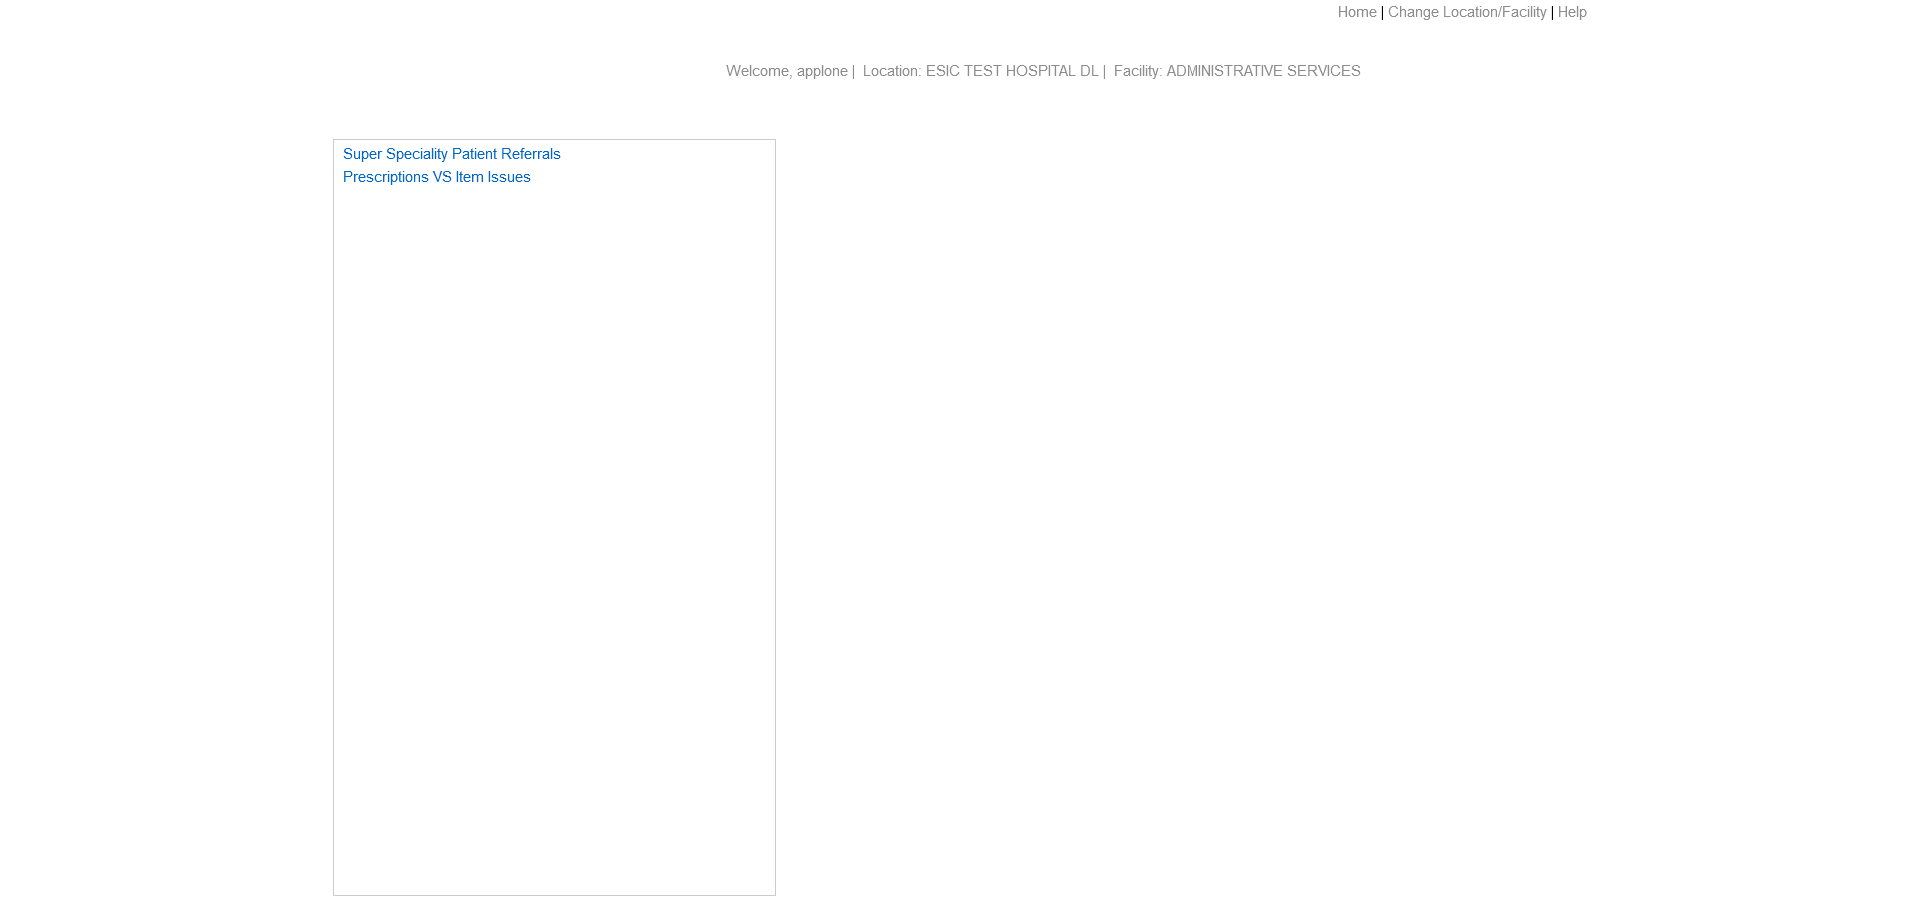 Home | Change Location/Facility | Help
Welcome, applone | Location: ESIC TEST HOSPITAL DL | Facility: ADMINISTRATIVE SERVICES
Super Speciality Patient Referrals
Prescriptions VS Item Issues